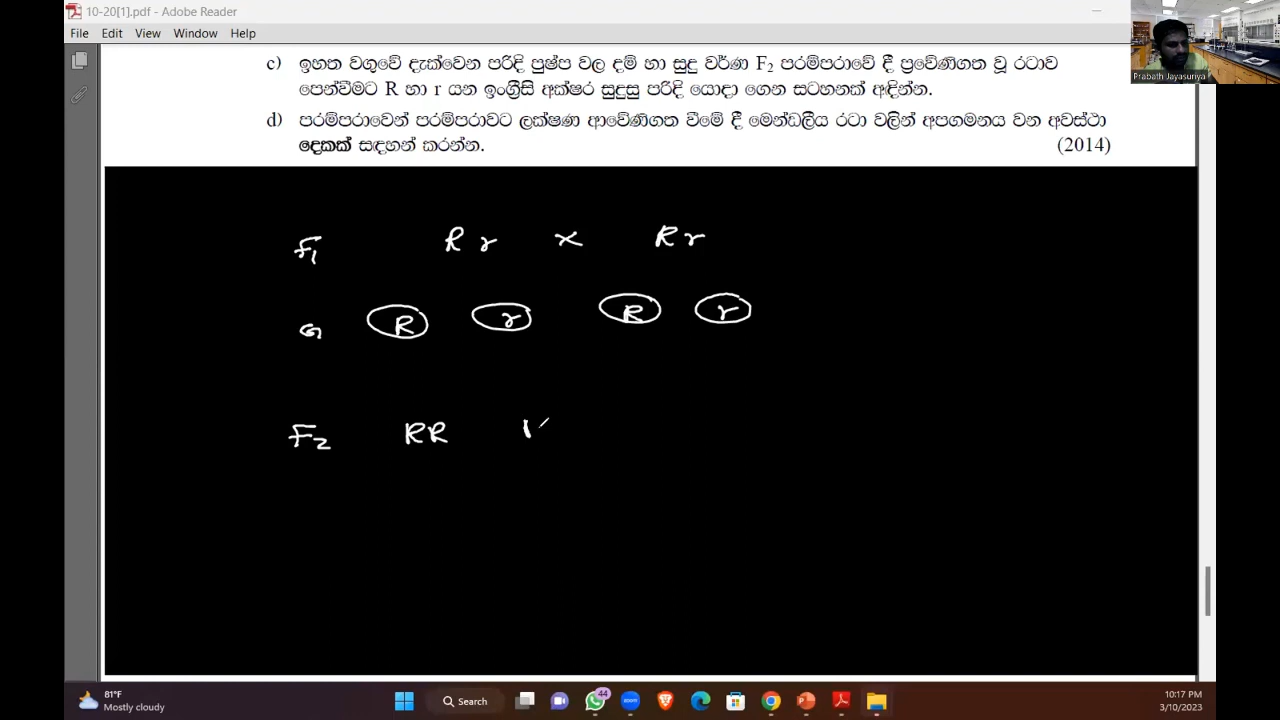 10-20[1].pdf - Adobe Reader
File Edit View Window Help
Prabath Jayasuriya
c) ඉහත වගුවේ දැක්වෙන පරිදි පුෂ්ප වල දම් හා සුදු වර්ණ F₂ පරම්පරාවේ දී ප්‍රවේණිගත වූ රටාව
පෙන්වීමට R හා r යන ඉංග්‍රීසි අක්ෂර සුදුසු පරිදි යොදා ගෙන සටහනක් අඳින්න.
d) පරම්පරාවෙන් පරම්පරාවට ලක්ෂණ ආවේණිගත වීමේ දී මෙන්ඩලීය රටා වලින් අපගමනය වන අවස්ථා
දෙකක් සඳහන් කරන්න. (2014)
F₁ R r × R r
G R r R r
F₂ RR
81°F
Mostly cloudy
Search
44
zoom
10:17 PM
3/10/2023